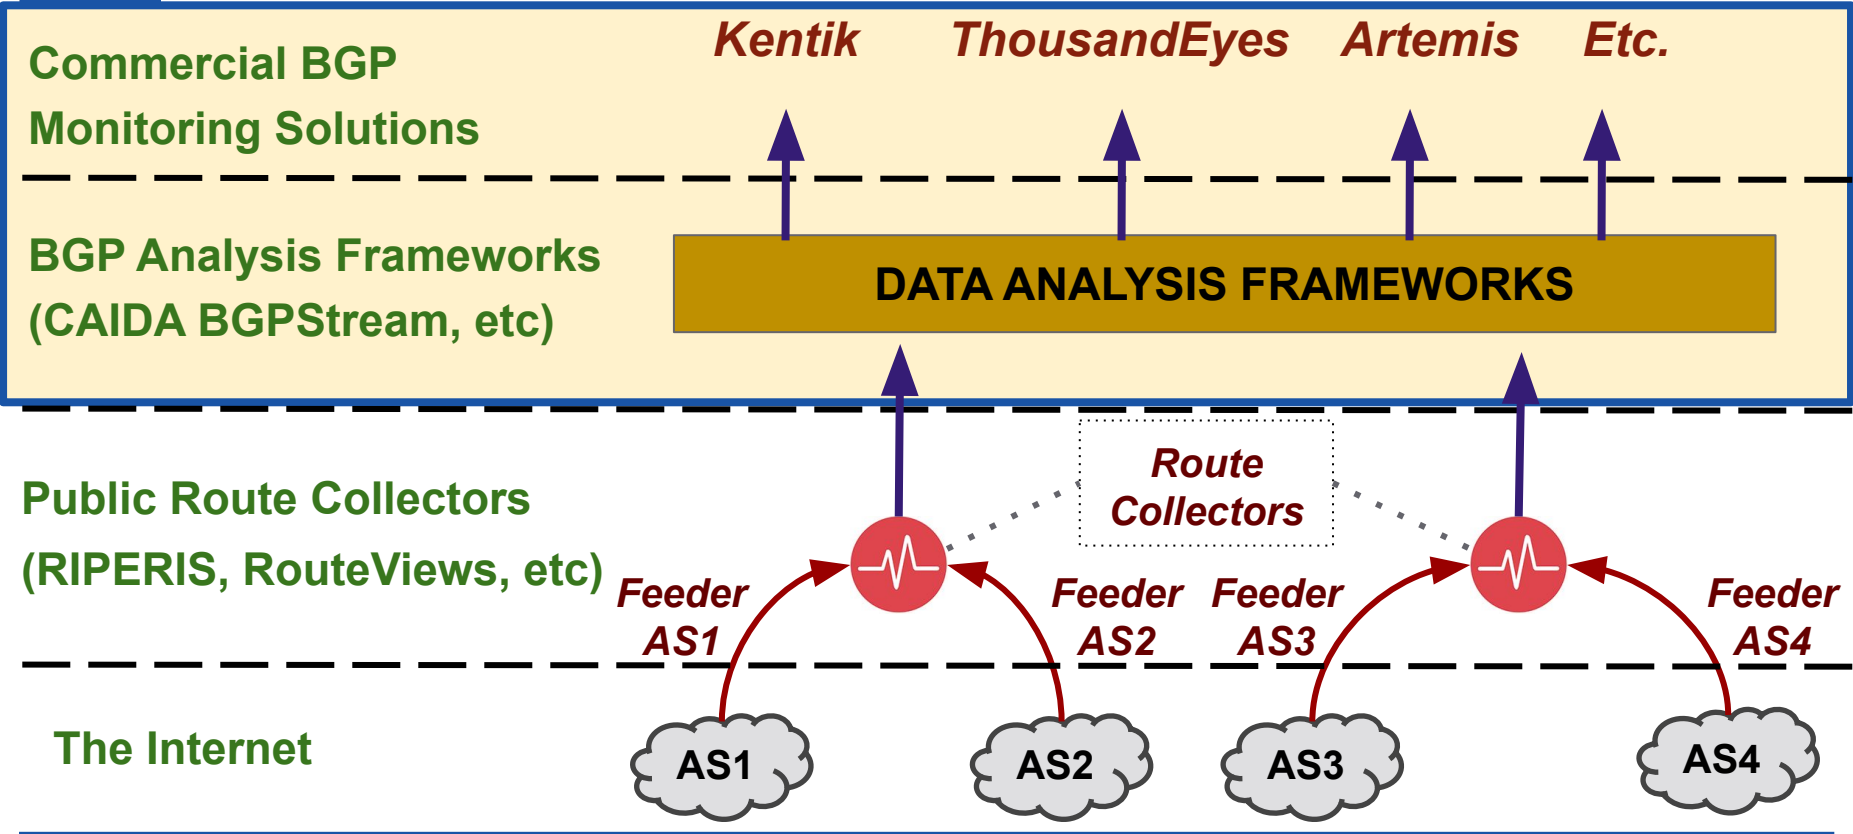 Commercial BGP
Monitoring Solutions
Kentik
ThousandEyes
Artemis
Etc.
BGP Analysis Frameworks
(CAIDA BGPStream, etc)
DATA ANALYSIS FRAMEWORKS
Public Route Collectors
(RIPERIS, RouteViews, etc)
Route
Collectors
Feeder
AS1
Feeder
AS2
Feeder
AS3
Feeder
AS4
The Internet
AS1
AS2
AS3
AS4